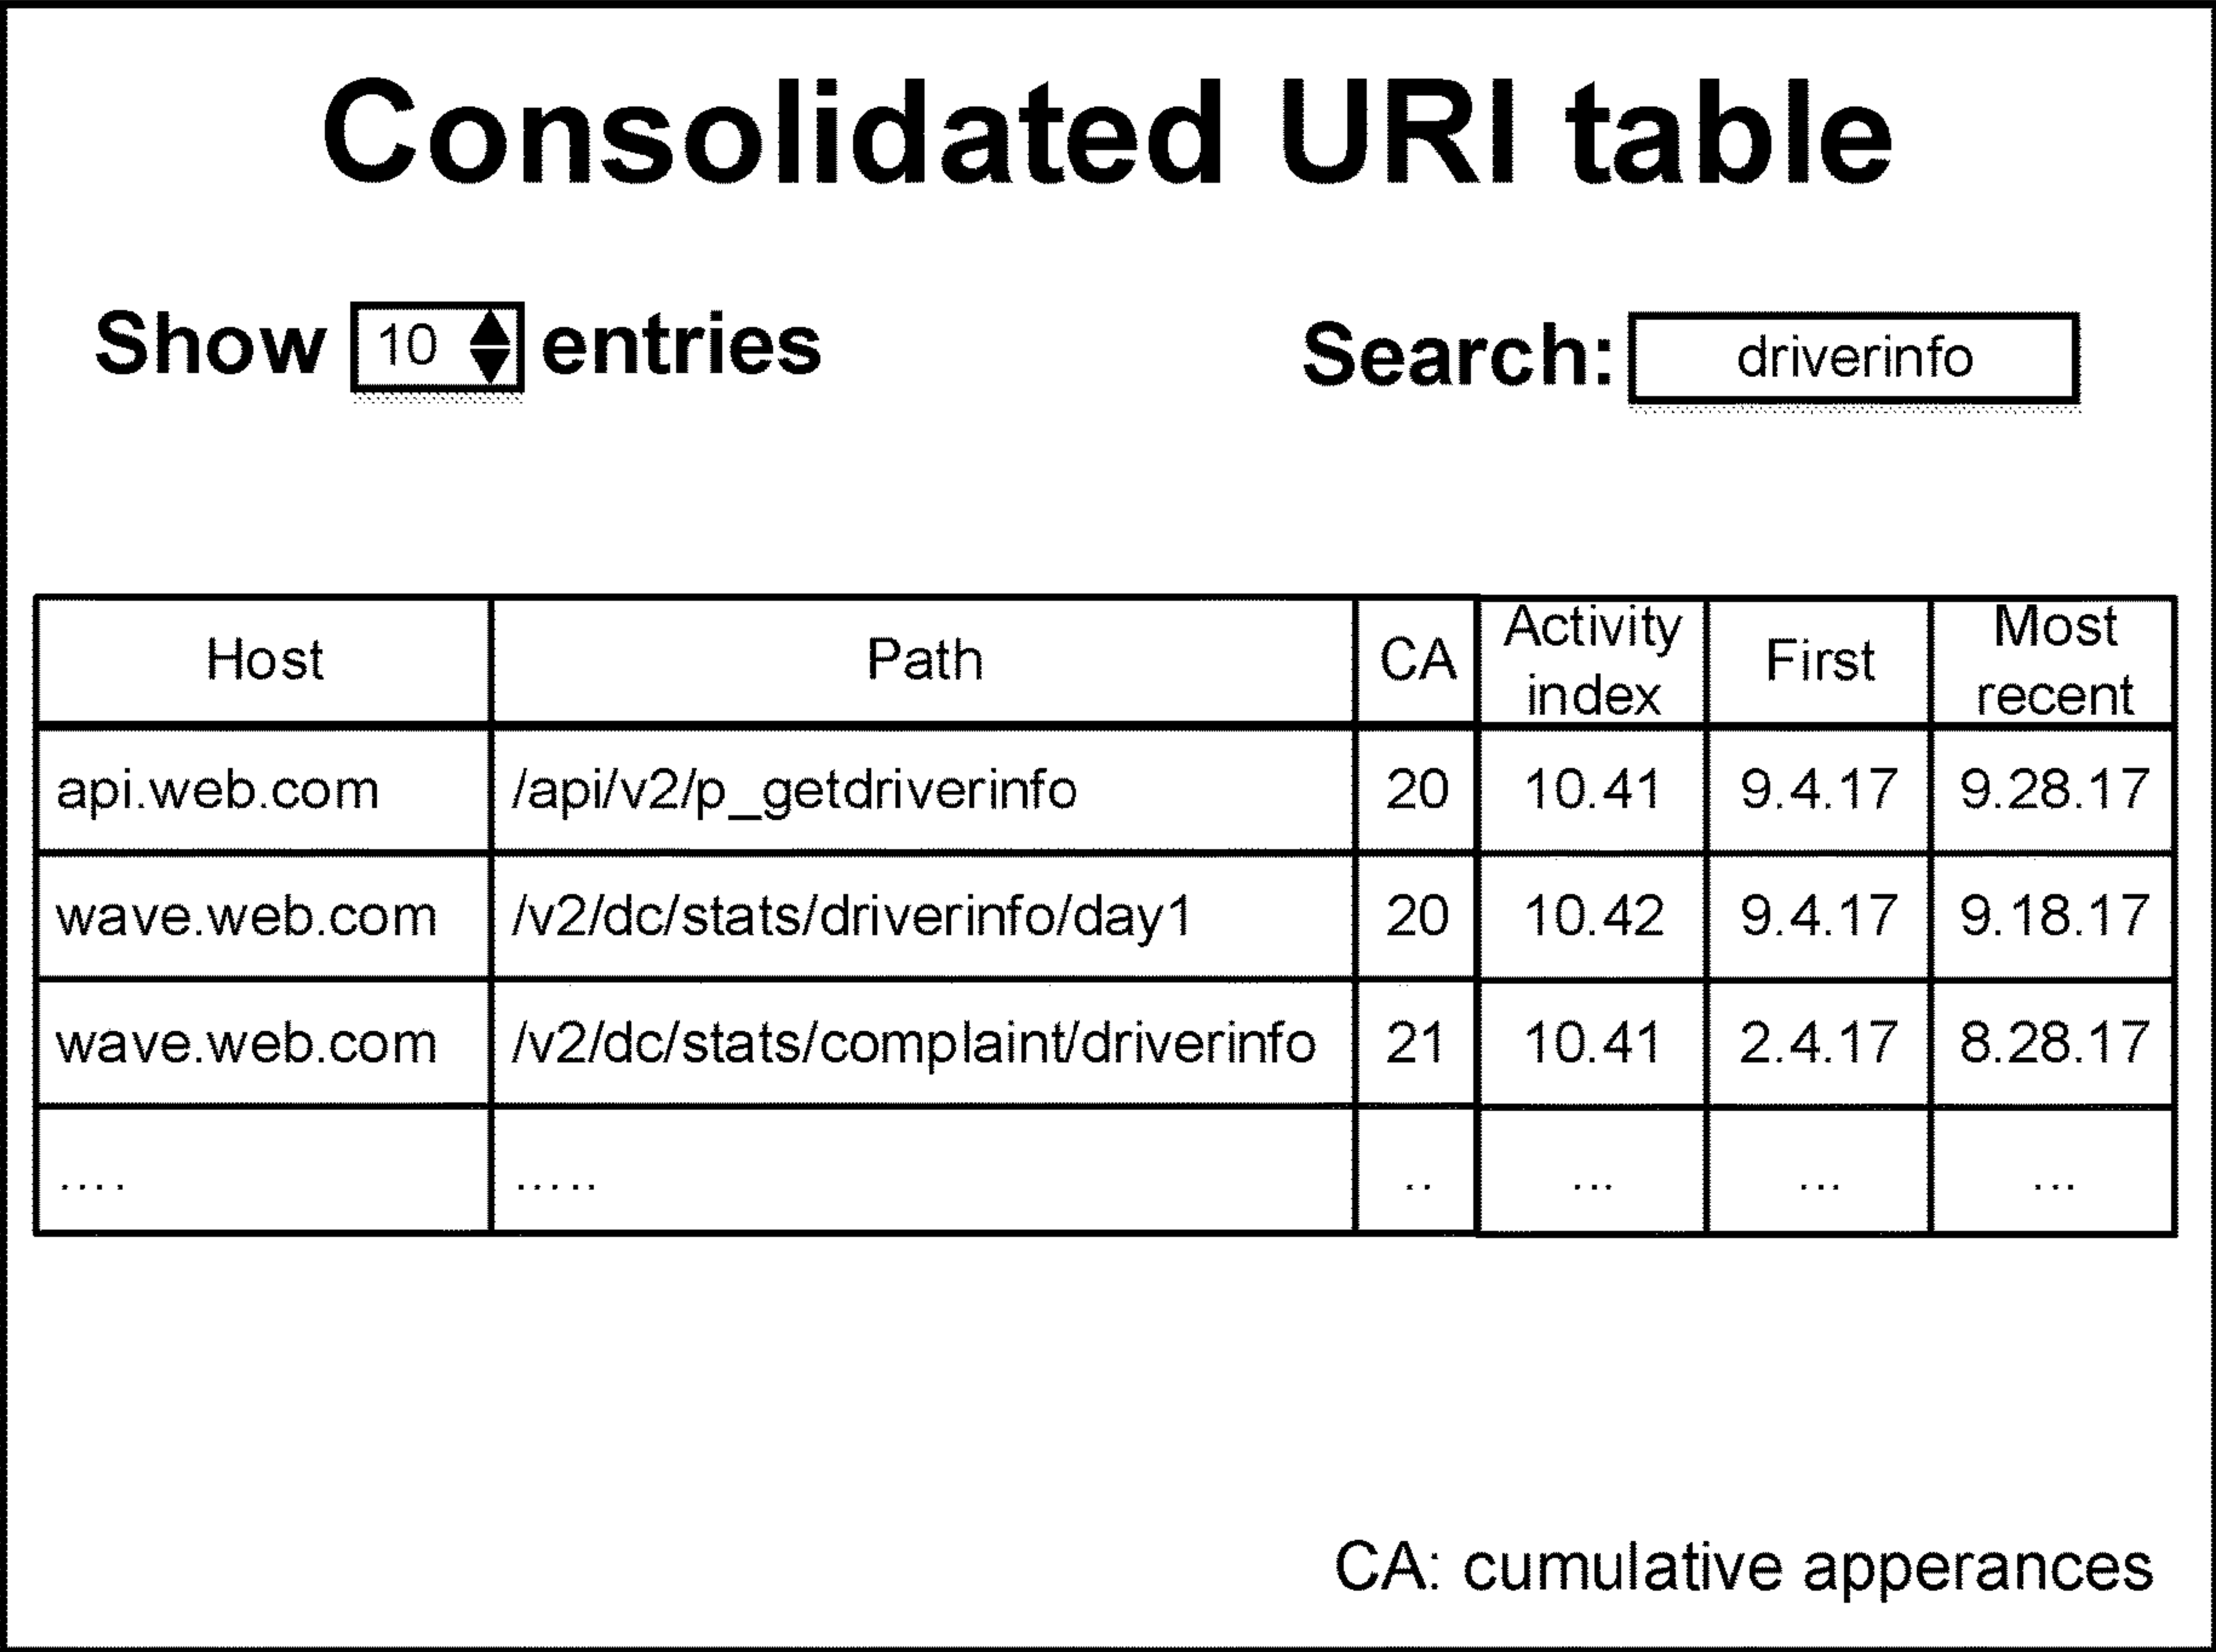 Consolidated URI table
Show 10 entries Search: driverinfo
Host Path CA Activity index First Most recent
api.web.com /api/v2/p_getdriverinfo 20 10.41 9.4.17 9.28.17
wave.web.com /v2/dc/stats/driverinfo/day1 20 10.42 9.4.17 9.18.17
wave.web.com /v2/dc/stats/complaint/driverinfo 21 10.41 2.4.17 8.28.17
.... ..... .. ... ... ...
CA: cumulative apperances